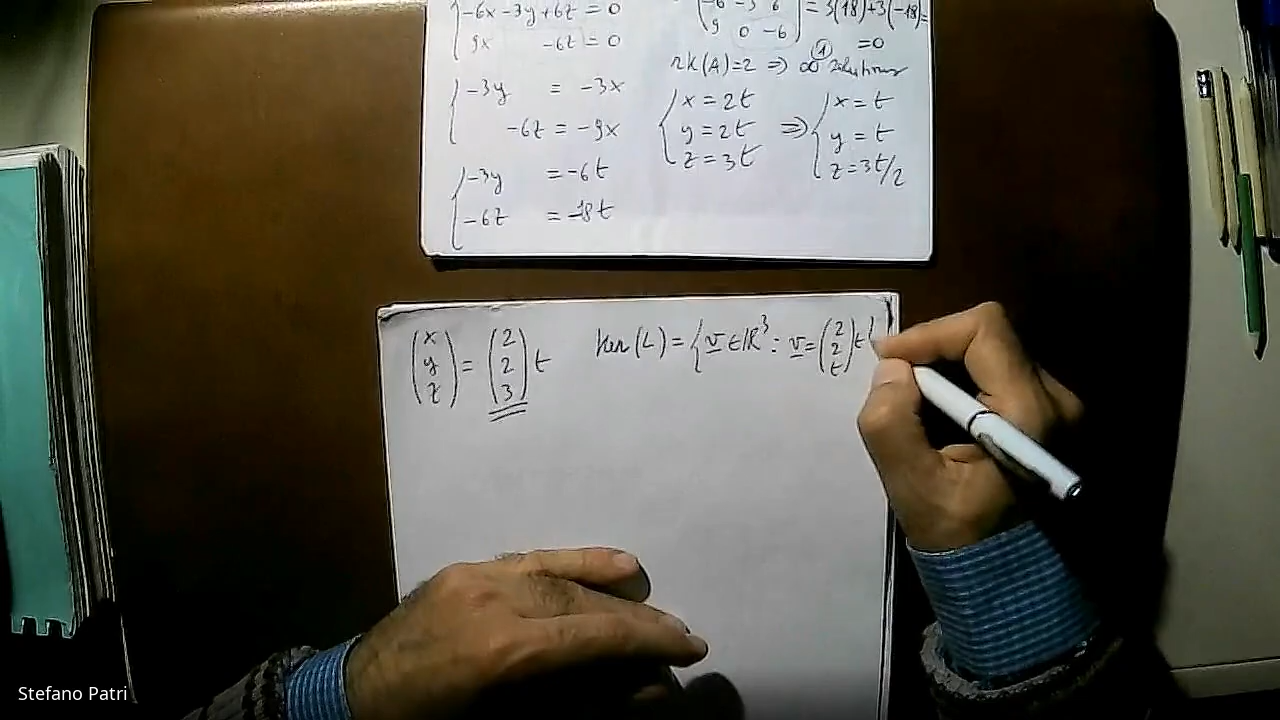 -6x-3y+6z = 0
9x -6z = 0
-6 -3 6
9 0 -6
= 3(18)+3(-18)=
=0
rk(A)=2 ⇒ ∞¹ solutions
-3y = -3x
-6z = -9x
x = 2t
y = 2t
z = 3t
⇒
x = t
y = t
z = 3t/2
-3y = -6t
-6z = -18t
(x y z) = (2 2 3) t
Ker(L) = {v ∈ ℝ³ : v = (2 2 t) t}
Stefano Patri